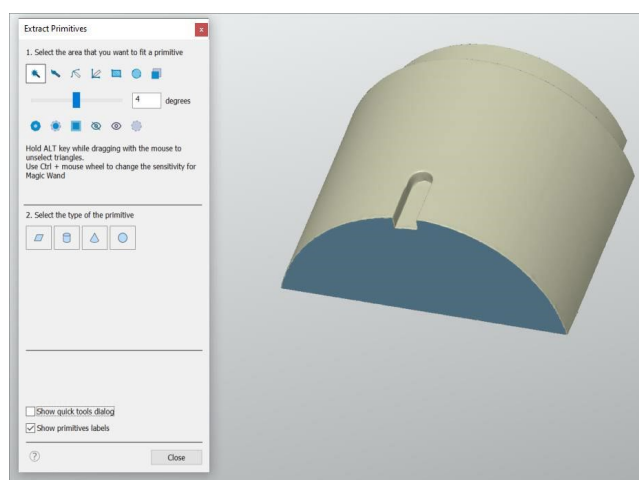 Extract Primitives
x
1. Select the area that you want to fit a primitive
4 degrees
Hold ALT key while dragging with the mouse to
unselect triangles.
Use Ctrl + mouse wheel to change the sensitivity for
Magic Wand
2. Select the type of the primitive
Show quick tools dialog
Show primitives labels
?
Close